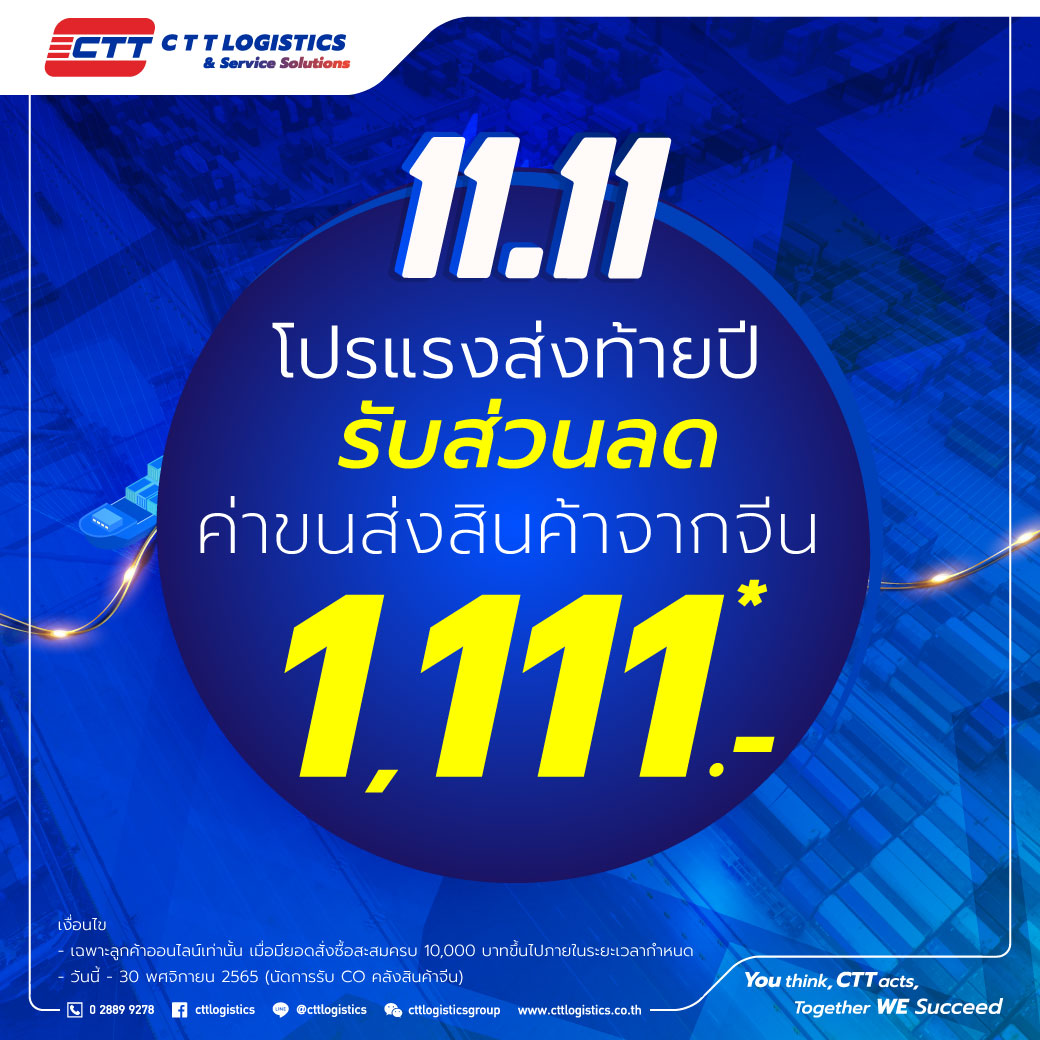 CTT
C T T LOGISTICS
& Service Solutions
11.11
โปรแรงส่งท้ายปี
รับส่วนลด
ค่าขนส่งสินค้าจากจีน
1,111.-*
เงื่อนไข
- เฉพาะลูกค้าออนไลน์เท่านั้น เมื่อมียอดสั่งซื้อสะสมครบ 10,000 บาทขึ้นไปภายในระยะเวลากำหนด
- วันนี้ - 30 พฤศจิกายน 2565 (นัดการรับ CO คลังสินค้าจีน)
0 2889 9278 cttlogistics LINE @cttlogistics cttlogisticsgroup www.cttlogistics.co.th
You think, CTT acts,
Together WE Succeed